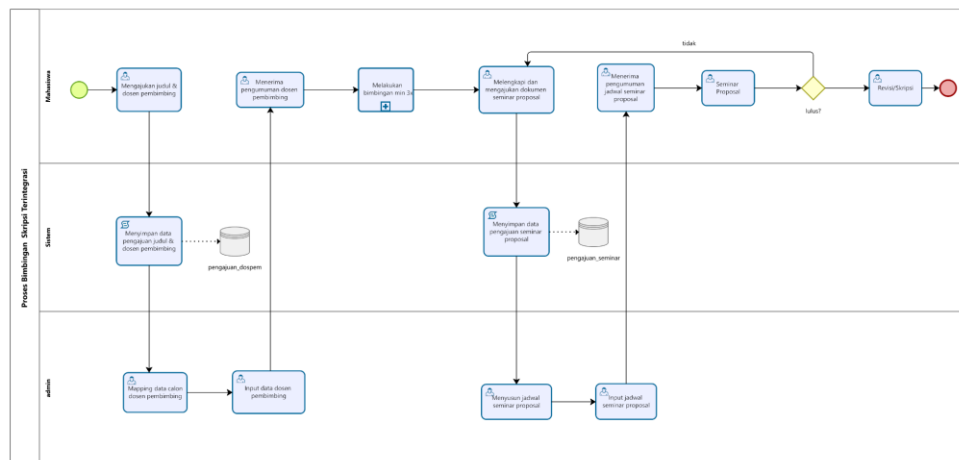 Proses Bimbingan Skripsi Terintegrasi
Mahasiswa
Mengajukan judul &
dosen pembimbing
Menerima
pengumuman dosen
pembimbing
Melakukan
bimbingan min 3x
Melengkapi dan
mengajukan dokumen
seminar proposal
Menerima
pengumuman
jadwal seminar
proposal
Seminar
Proposal
tidak
lulus?
Revisi/Skripsi
Sistem
Menyimpan data
pengajuan judul &
dosen pembimbing
pengajuan_dospem
Menyimpan data
pengajuan seminar
proposal
pengajuan_seminar
admin
Mapping data calon
dosen pembimbing
Input data dosen
pembimbing
Menyusun jadwal
seminar proposal
Input jadwal
seminar proposal